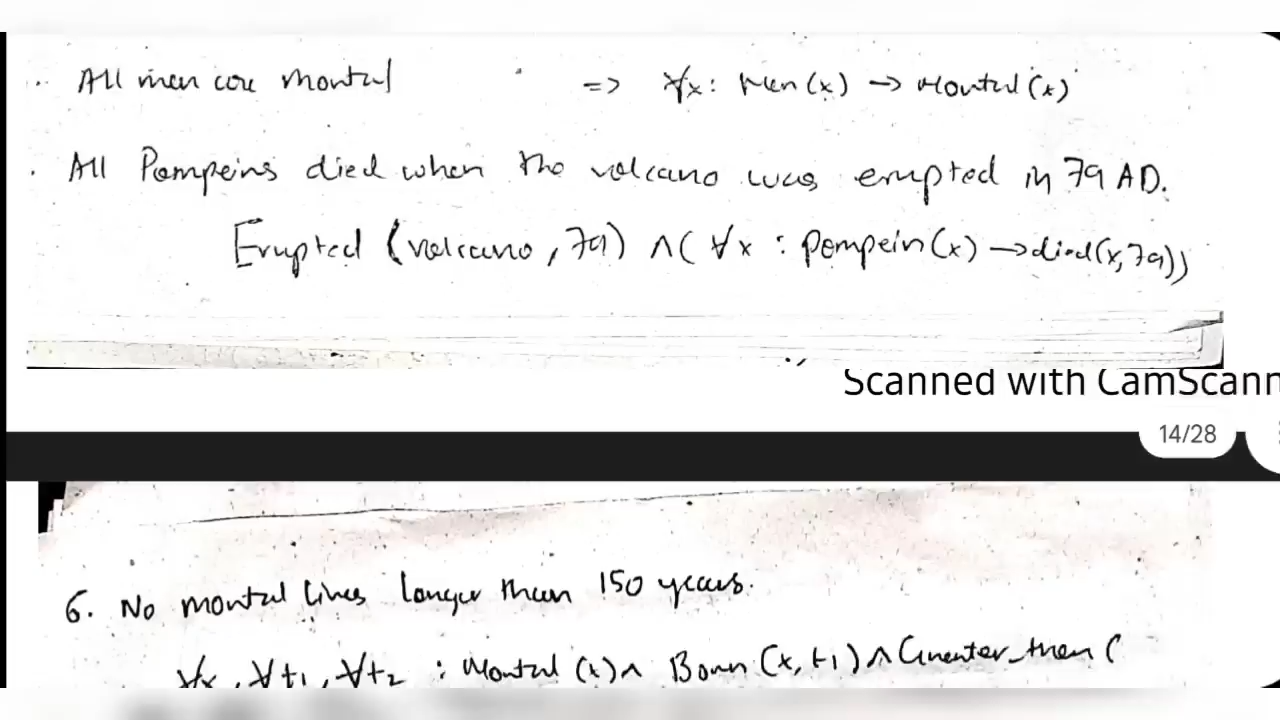 . All men are mortal => ∀x: Men(x) → Mortal(x)
. All Pompeins died when the volcano was erupted in 79 AD.
Erupted (volcano, 79) ∧ (∀x : pompein(x) → died(x, 79))
Scanned with CamScann
14/28
6. No mortal lives longer than 150 years.
∀x, ∀t1, ∀t2 : Mortal (x) ∧ Born (x, t1) ∧ Greater_than (